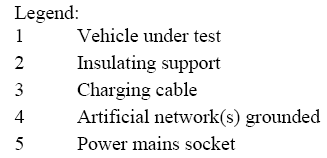 Legend:
1 Vehicle under test
2 Insulating support
3 Charging cable
4 Artificial network(s) grounded
5 Power mains socket